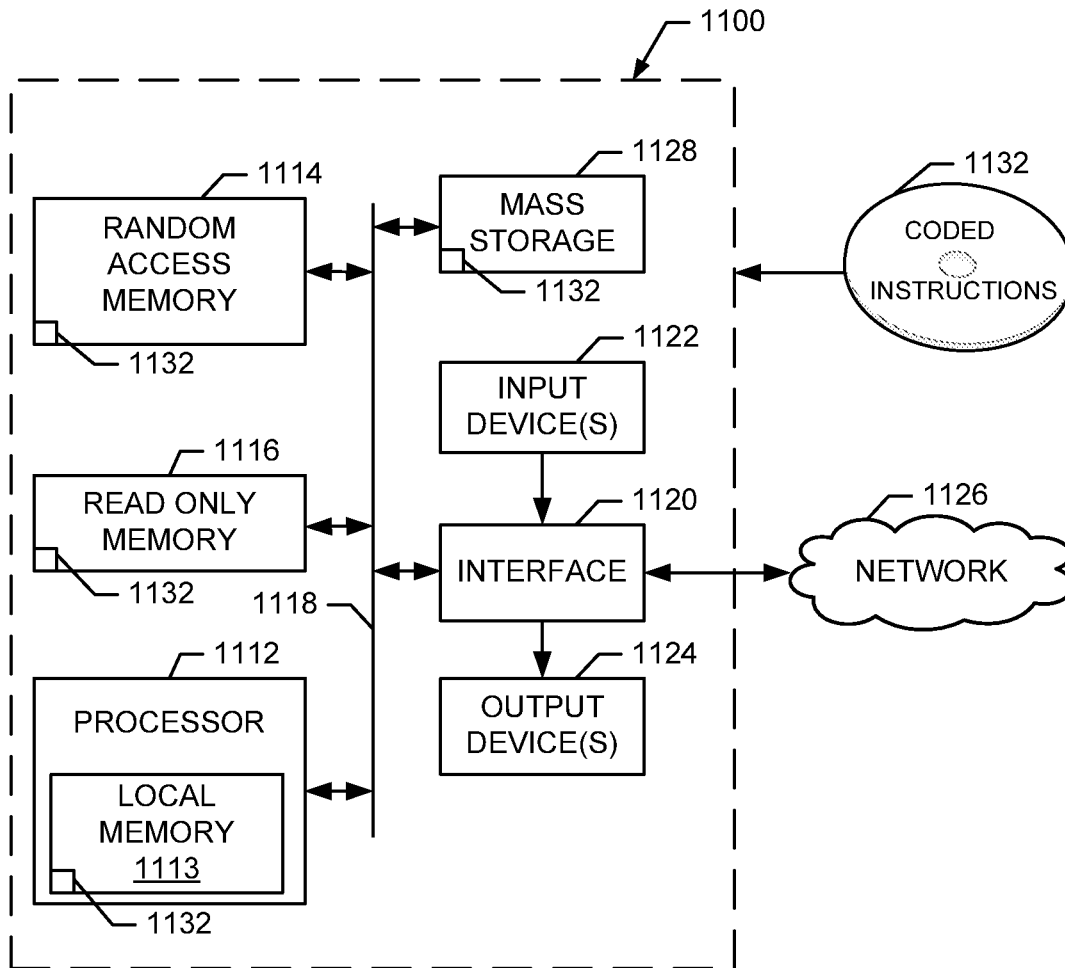 1100
1114
RANDOM
ACCESS
MEMORY
1132
1128
MASS
STORAGE
1132
1132
CODED
INSTRUCTIONS
1122
INPUT
DEVICE(S)
1116
READ ONLY
MEMORY
1132
1120
INTERFACE
1126
NETWORK
1118
1112
PROCESSOR
LOCAL
MEMORY
1113
1132
1124
OUTPUT
DEVICE(S)